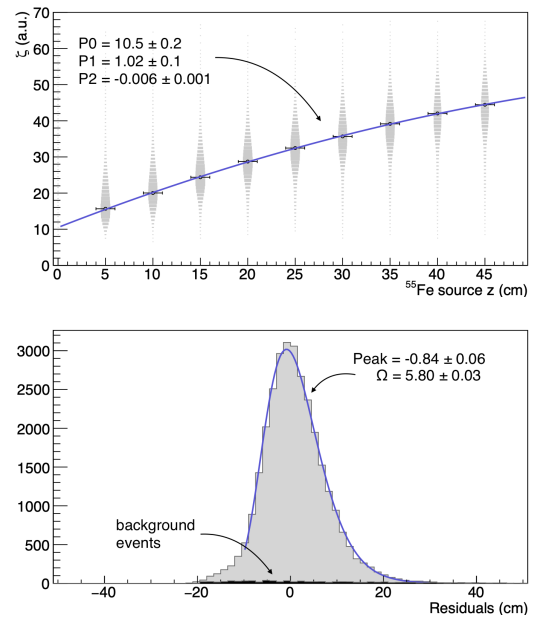 ζ (a.u.)
70
60
50
40
30
20
10
0
P0 = 10.5 ± 0.2
P1 = 1.02 ± 0.1
P2 = -0.006 ± 0.001
0 5 10 15 20 25 30 35 40 45
⁵⁵Fe source z (cm)
3000
2500
2000
1500
1000
500
0
Peak = -0.84 ± 0.06
Ω = 5.80 ± 0.03
background
events
−40 −20 0 20 40
Residuals (cm)